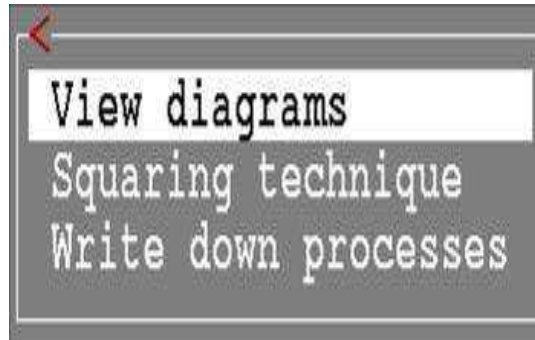 <
View diagrams
Squaring technique
Write down processes